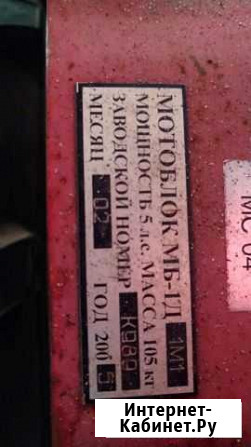 МОТОБЛОК МБ-1Д 1М1
МОЩНОСТЬ 5 л.с. МАССА 105 кг
ЗАВОДСКОЙ НОМЕР К989
МЕСЯЦ 02 ГОД 2005
МС 04
Интернет-
Кабинет.Ру